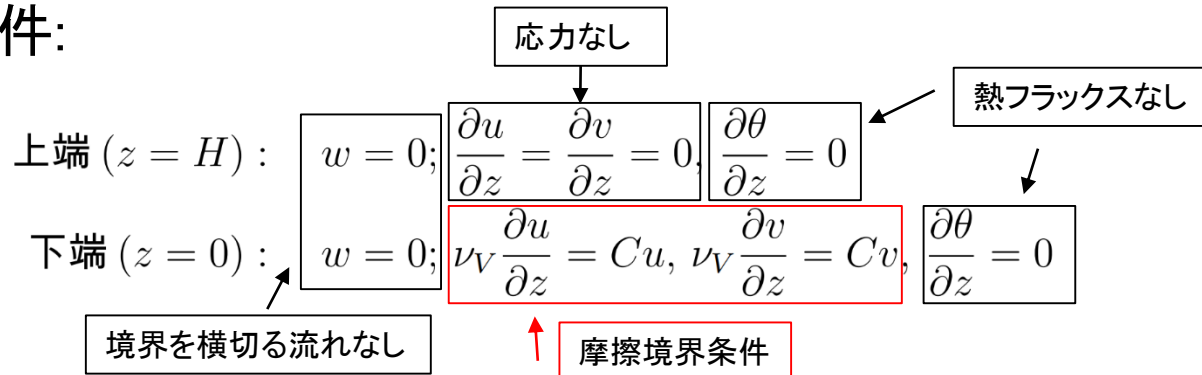 件:
応力なし
熱フラックスなし
上端 (z = H) : w = 0; ∂u/∂z = ∂v/∂z = 0, ∂θ/∂z = 0
下端 (z = 0) : w = 0; ν_V ∂u/∂z = Cu, ν_V ∂v/∂z = Cv, ∂θ/∂z = 0
境界を横切る流れなし
摩擦境界条件